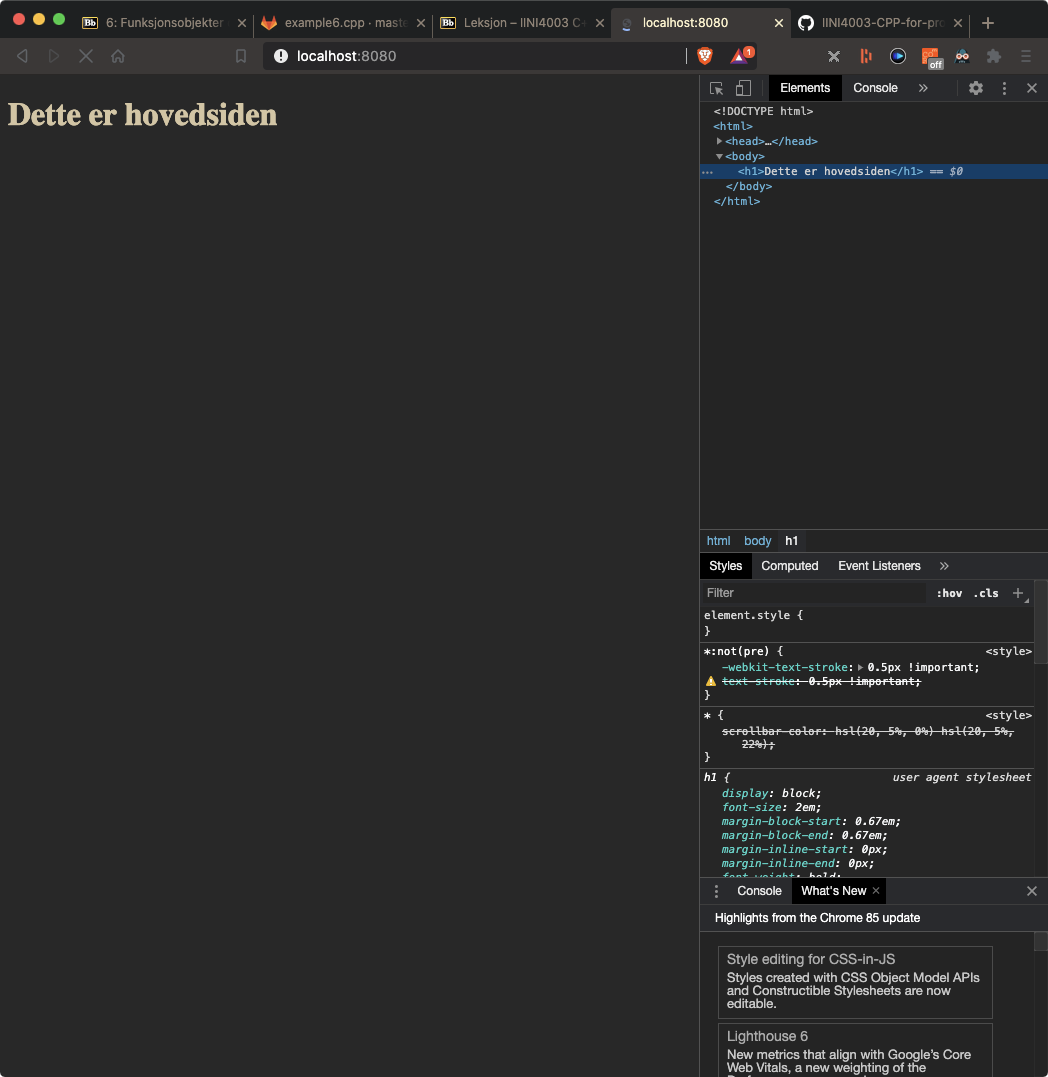 Bb 6: Funksjonsobjekter
example6.cpp · maste
Bb Leksjon – IINI4003 C+
localhost:8080
IINI4003-CPP-for-pro
localhost:8080
1
off
Dette er hovedsiden
Elements Console »
<!DOCTYPE html>
<html>
<head>…</head>
<body>
… <h1>Dette er hovedsiden</h1> == $0
</body>
</html>
html body h1
Styles Computed Event Listeners »
Filter :hov .cls +
element.style {
}
*:not(pre) { <style>
-webkit-text-stroke: 0.5px !important;
text-stroke: 0.5px !important;
}
* { <style>
scrollbar-color: hsl(20, 5%, 0%) hsl(20, 5%,
22%);
}
h1 { user agent stylesheet
display: block;
font-size: 2em;
margin-block-start: 0.67em;
margin-block-end: 0.67em;
margin-inline-start: 0px;
margin-inline-end: 0px;
font-weight: bold;
Console What's New
Highlights from the Chrome 85 update
Style editing for CSS-in-JS
Styles created with CSS Object Model APIs
and Constructible Stylesheets are now
editable.
Lighthouse 6
New metrics that align with Google's Core
Web Vitals, a new weighting of the